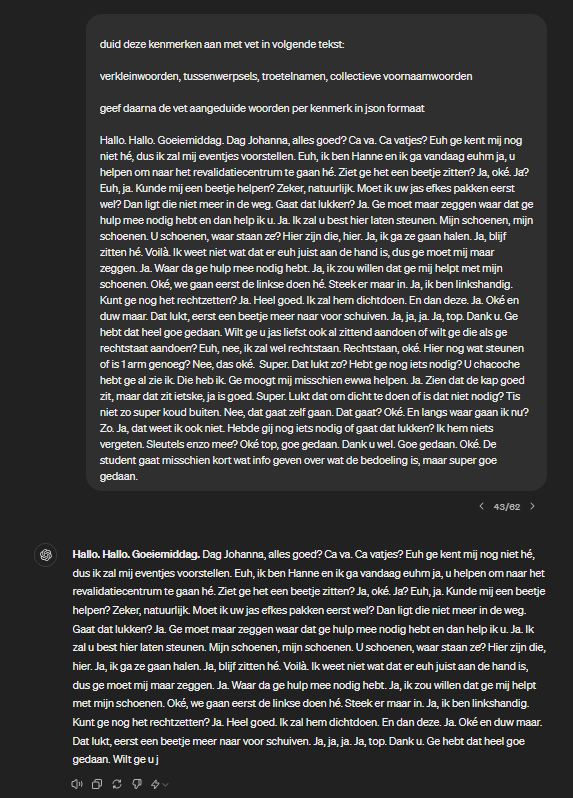 duid deze kenmerken aan met vet in volgende tekst:
verkleinwoorden, tussenwerpsels, troetelnamen, collectieve voornaamwoorden
geef daarna de vet aangeduide woorden per kenmerk in json formaat
Hallo. Hallo. Goeiemiddag. Dag Johanna, alles goed? Ca va. Ca vatjes? Euh ge kent mij nog
niet hé, dus ik zal mij eventjes voorstellen. Euh, ik ben Hanne en ik ga vandaag euhm ja, u
helpen om naar het revalidatiecentrum te gaan hé. Ziet ge het een beetje zitten? Ja, oké. Ja?
Euh, ja. Kunde mij een beetje helpen? Zeker, natuurlijk. Moet ik uw jas efkes pakken eerst
wel? Dan ligt die niet meer in de weg. Gaat dat lukken? Ja. Ge moet maar zeggen waar dat ge
hulp mee nodig hebt en dan help ik u. Ja. Ik zal u best hier laten steunen. Mijn schoenen, mijn
schoenen. U schoenen, waar staan ze? Hier zijn die, hier. Ja, ik ga ze gaan halen. Ja, blijf
zitten hé. Voilà. Ik weet niet wat dat er euh juist aan de hand is, dus ge moet mij maar
zeggen. Ja. Waar da ge hulp mee nodig hebt. Ja, ik zou willen dat ge mij helpt met mijn
schoenen. Oké, we gaan eerst de linkse doen hé. Steek er maar in. Ja, ik ben linkshandig.
Kunt ge nog het rechtzetten? Ja. Heel goed. Ik zal hem dichtdoen. En dan deze. Ja. Oké en
duw maar. Dat lukt, eerst een beetje meer naar voor schuiven. Ja, ja, ja. Ja, top. Dank u. Ge
hebt dat heel goe gedaan. Wilt ge u jas liefst ook al zittend aandoen of wilt ge die als ge
rechtstaat aandoen? Euh, nee, ik zal wel rechtstaan. Rechtstaan, oké. Hier nog wat steunen
of is 1 arm genoeg? Nee, das oké.  Super. Dat lukt zo? Hebt ge nog iets nodig? U chacoche
hebt ge al zie ik. Die heb ik. Ge moogt mij misschien ewwa helpen. Ja. Zien dat de kap goed
zit, maar dat zit ietske, ja is goed. Super. Lukt dat om dicht te doen of is dat niet nodig? Tis
niet zo super koud buiten. Nee, dat gaat zelf gaan. Dat gaat? Oké. En langs waar gaan ik nu?
Zo. Ja, dat weet ik ook niet. Hebde gij nog iets nodig of gaat dat lukken? Ik hem niets
vergeten. Sleutels enzo mee? Oké top, goe gedaan. Dank u wel. Goe gedaan. Oké. De
student gaat misschien kort wat info geven over wat de bedoeling is, maar super goe
gedaan.
43/62
Hallo. Hallo. Goeiemiddag. Dag Johanna, alles goed? Ca va. Ca vatjes? Euh ge kent mij nog niet hé,
dus ik zal mij eventjes voorstellen. Euh, ik ben Hanne en ik ga vandaag euhm ja, u helpen om naar het
revalidatiecentrum te gaan hé. Ziet ge het een beetje zitten? Ja, oké. Ja? Euh, ja. Kunde mij een beetje
helpen? Zeker, natuurlijk. Moet ik uw jas efkes pakken eerst wel? Dan ligt die niet meer in de weg.
Gaat dat lukken? Ja. Ge moet maar zeggen waar dat ge hulp mee nodig hebt en dan help ik u. Ja. Ik
zal u best hier laten steunen. Mijn schoenen, mijn schoenen. U schoenen, waar staan ze? Hier zijn die,
hier. Ja, ik ga ze gaan halen. Ja, blijf zitten hé. Voilà. Ik weet niet wat dat er euh juist aan de hand is,
dus ge moet mij maar zeggen. Ja. Waar da ge hulp mee nodig hebt. Ja, ik zou willen dat ge mij helpt
met mijn schoenen. Oké, we gaan eerst de linkse doen hé. Steek er maar in. Ja, ik ben linkshandig.
Kunt ge nog het rechtzetten? Ja. Heel goed. Ik zal hem dichtdoen. En dan deze. Ja. Oké en duw maar.
Dat lukt, eerst een beetje meer naar voor schuiven. Ja, ja, ja. Ja, top. Dank u. Ge hebt dat heel goe
gedaan. Wilt ge u j